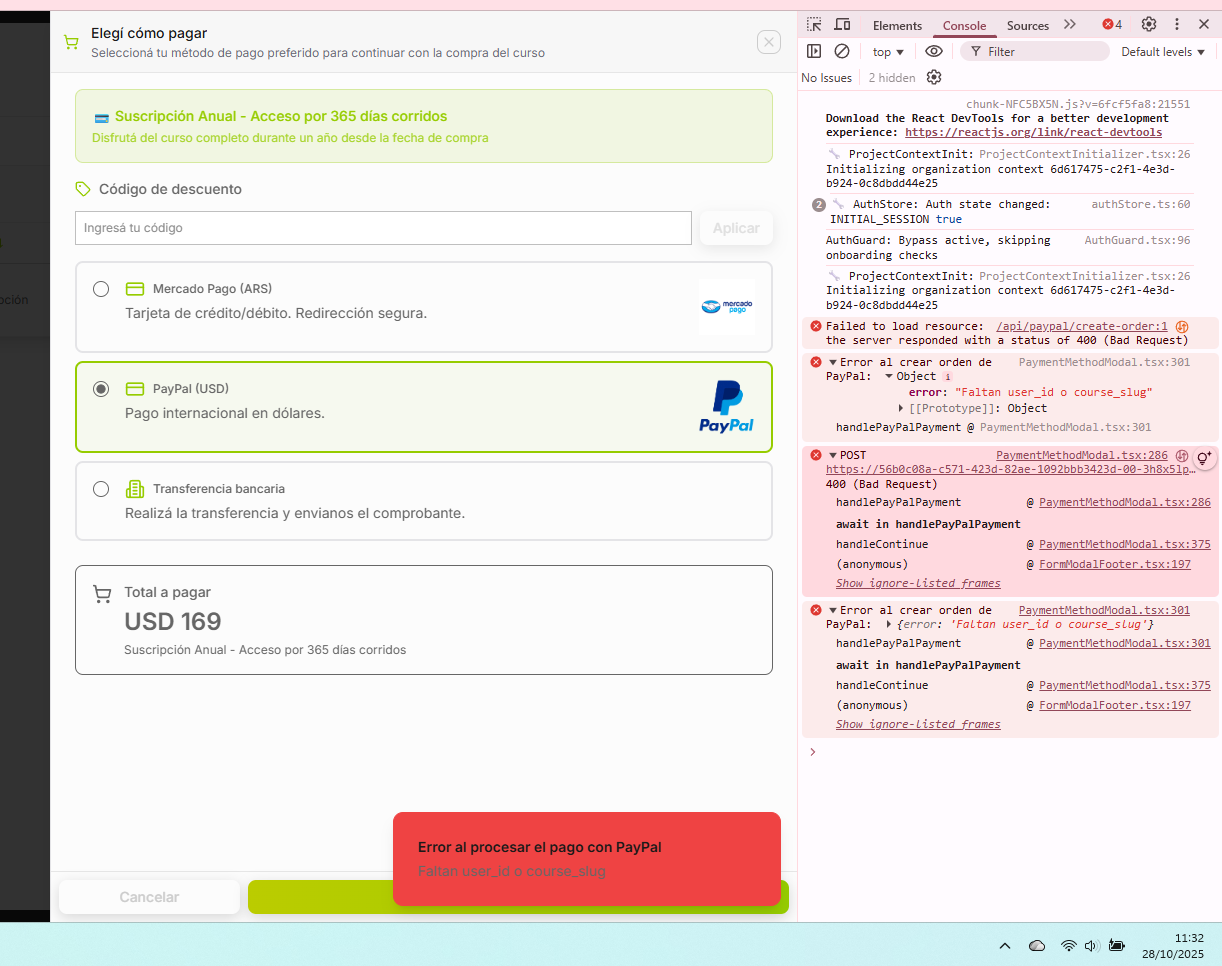 Elegí cómo pagar
Seleccioná tu método de pago preferido para continuar con la compra del curso
Suscripción Anual - Acceso por 365 días corridos
Disfrutá del curso completo durante un año desde la fecha de compra
Código de descuento
Ingresá tu código
Aplicar
Mercado Pago (ARS)
Tarjeta de crédito/débito. Redirección segura.
mercado
pago
PayPal (USD)
Pago internacional en dólares.
PayPal
Transferencia bancaria
Realizá la transferencia y envianos el comprobante.
Total a pagar
USD 169
Suscripción Anual - Acceso por 365 días corridos
Error al procesar el pago con PayPal
Faltan user_id o course_slug
Cancelar
Elements Console Sources 4
top Filter Default levels
No Issues 2 hidden
chunk-NFC5BX5N.js?v=6fcf5fa8:21551
Download the React DevTools for a better development
experience: https://reactjs.org/link/react-devtools
ProjectContextInit: ProjectContextInitializer.tsx:26
Initializing organization context 6d617475-c2f1-4e3d-
b924-0c8dbdd44e25
2 AuthStore: Auth state changed: authStore.ts:60
INITIAL_SESSION true
AuthGuard: Bypass active, skipping AuthGuard.tsx:96
onboarding checks
ProjectContextInit: ProjectContextInitializer.tsx:26
Initializing organization context 6d617475-c2f1-4e3d-
b924-0c8dbdd44e25
Failed to load resource: /api/paypal/create-order:1
the server responded with a status of 400 (Bad Request)
Error al crear orden de PaymentMethodModal.tsx:301
PayPal: Object i
error: "Faltan user_id o course_slug"
[[Prototype]]: Object
handlePayPalPayment @ PaymentMethodModal.tsx:301
POST PaymentMethodModal.tsx:286
https://56b0c08a-c571-423d-82ae-1092bbb3423d-00-3h8x5lp…
400 (Bad Request)
handlePayPalPayment @ PaymentMethodModal.tsx:286
await in handlePayPalPayment
handleContinue @ PaymentMethodModal.tsx:375
(anonymous) @ FormModalFooter.tsx:197
Show ignore-listed frames
Error al crear orden de PaymentMethodModal.tsx:301
PayPal: {error: 'Faltan user_id o course_slug'}
handlePayPalPayment @ PaymentMethodModal.tsx:301
await in handlePayPalPayment
handleContinue @ PaymentMethodModal.tsx:375
(anonymous) @ FormModalFooter.tsx:197
Show ignore-listed frames
11:32
28/10/2025